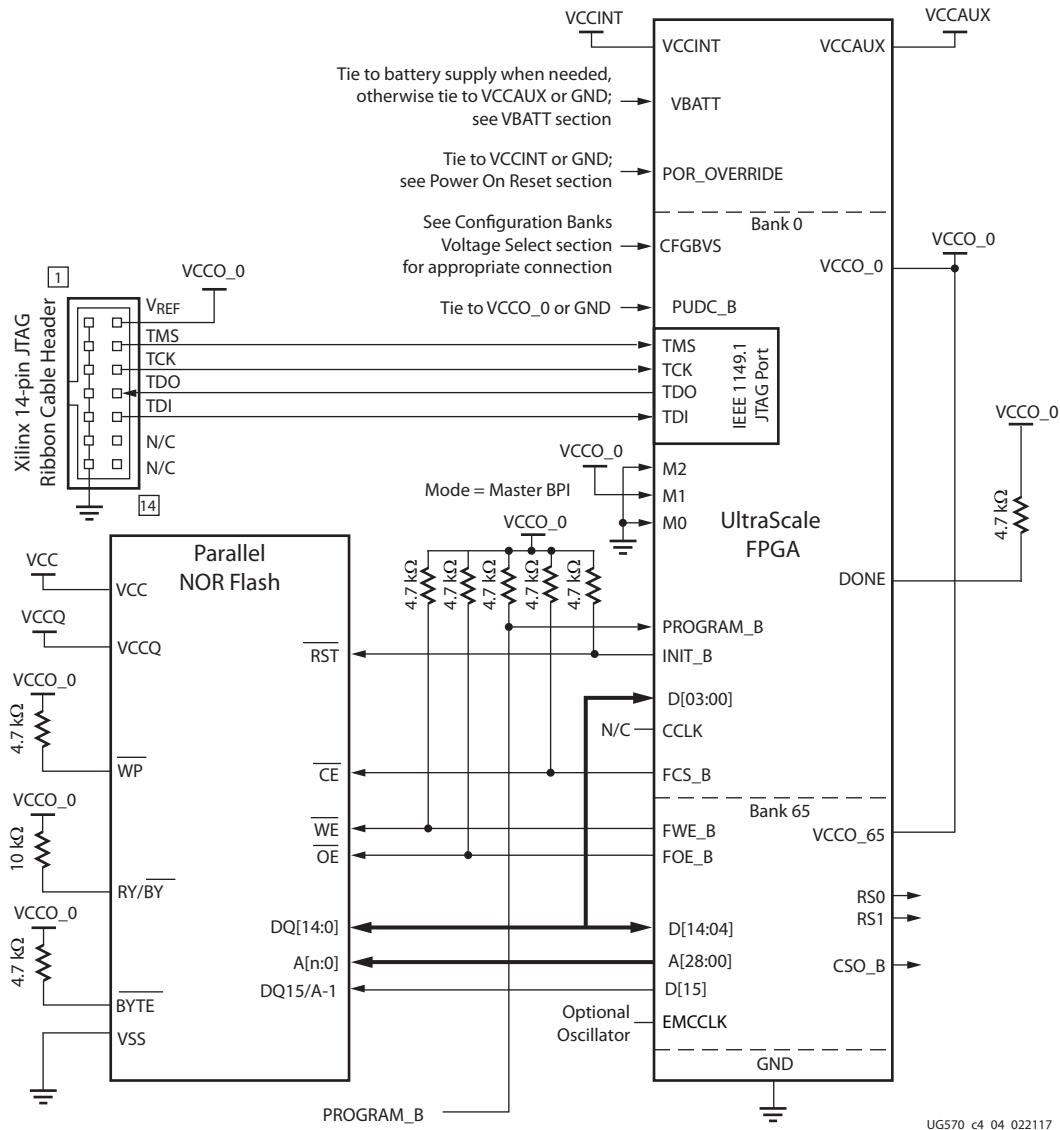 VCCINT
VCCAUX
VCCINT
VCCAUX
Tie to battery supply when needed,
otherwise tie to VCCAUX or GND;
see VBATT section
VBATT
Tie to VCCINT or GND;
see Power On Reset section
POR_OVERRIDE
Bank 0
See Configuration Banks
Voltage Select section
for appropriate connection
CFGBVS
VCCO_0
VCCO_0
Tie to VCCO_0 or GND
PUDC_B
1
VCCO_0
Xilinx 14-pin JTAG
Ribbon Cable Header
VREF
TMS
TCK
TDO
TDI
N/C
N/C
14
TMS
TCK
TDO
TDI
IEEE 1149.1
JTAG Port
VCCO_0
4.7 kΩ
VCCO_0
M2
M1
M0
Mode = Master BPI
UltraScale
FPGA
DONE
VCCO_0
4.7 kΩ
4.7 kΩ
4.7 kΩ
4.7 kΩ
4.7 kΩ
Parallel
NOR Flash
VCC
VCC
VCCQ
VCCQ
RST
PROGRAM_B
INIT_B
VCCO_0
4.7 kΩ
WP
D[03:00]
N/C
CCLK
CE
FCS_B
Bank 65
VCCO_65
VCCO_0
10 kΩ
RY/BY
WE
OE
FWE_B
FOE_B
RS0
RS1
VCCO_0
4.7 kΩ
BYTE
DQ[14:0]
D[14:04]
A[n:0]
A[28:00]
CSO_B
DQ15/A-1
D[15]
VSS
Optional
Oscillator
EMCCLK
GND
PROGRAM_B
UG570_c4_04_022117